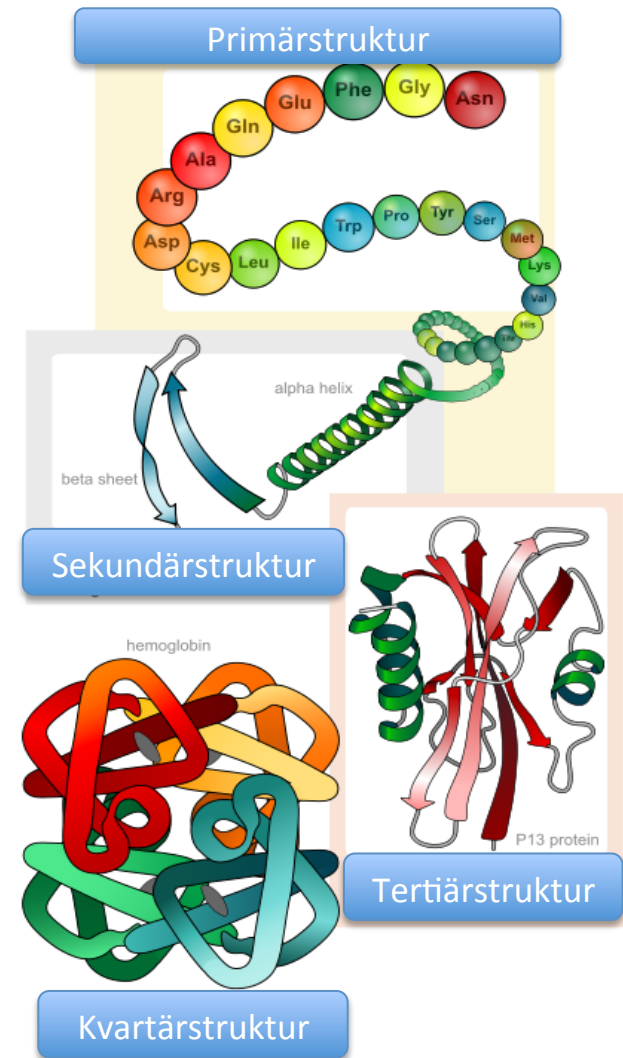 Primärstruktur
Asn
Gly
Phe
Glu
Gln
Ala
Arg
Asp
Cys
Leu
Ile
Trp
Pro
Tyr
Ser
Met
Lys
Val
His
alpha helix
beta sheet
Sekundärstruktur
hemoglobin
P13 protein
Tertiärstruktur
Kvartärstruktur